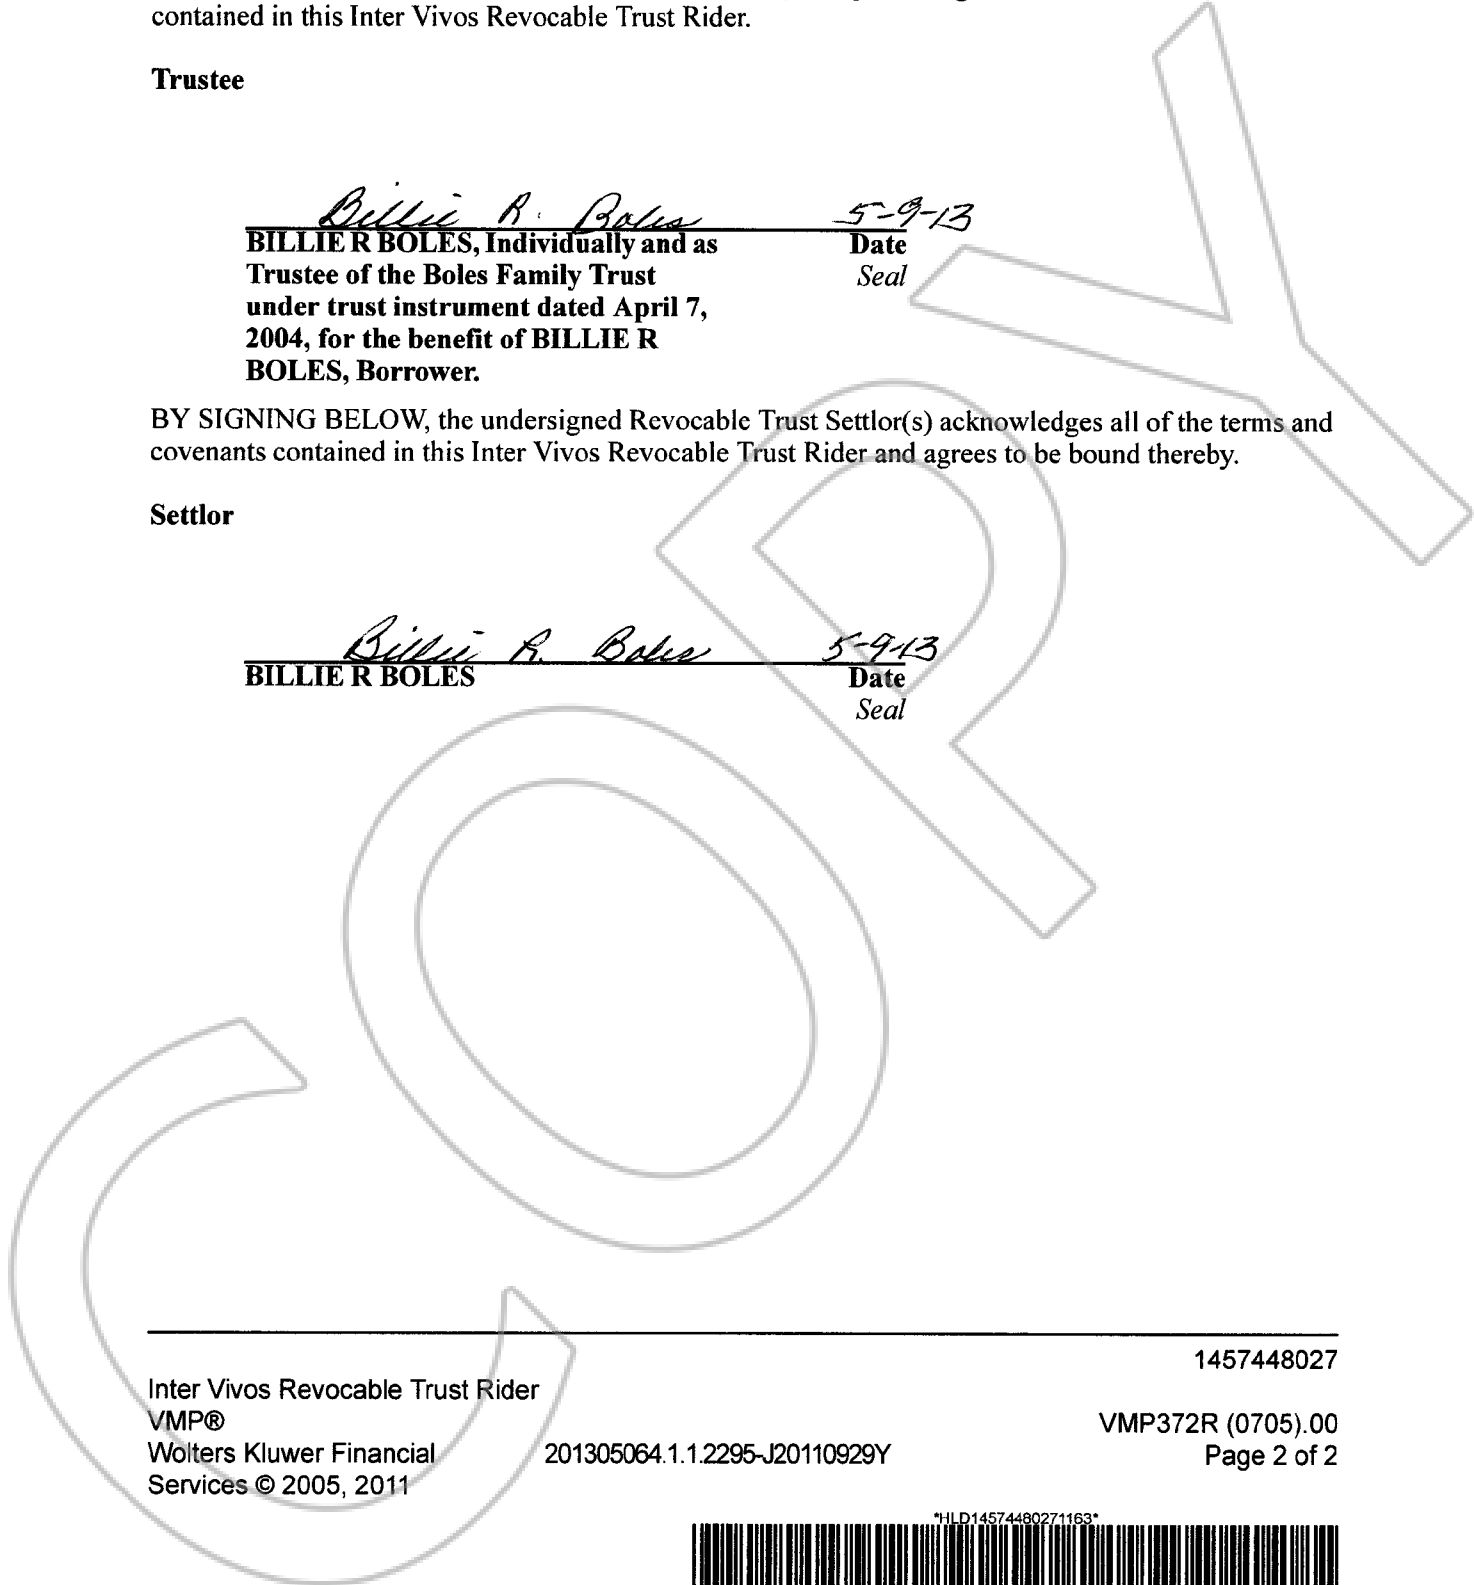 contained in this Inter Vivos Revocable Trust Rider.
Trustee
Billie R. Boles 5-9-13
BILLIE R BOLES, Individually and as Date
Trustee of the Boles Family Trust Seal
under trust instrument dated April 7,
2004, for the benefit of BILLIE R
BOLES, Borrower.
BY SIGNING BELOW, the undersigned Revocable Trust Settlor(s) acknowledges all of the terms and
covenants contained in this Inter Vivos Revocable Trust Rider and agrees to be bound thereby.
Settlor
Billie R. Boles 5-9-13
BILLIE R BOLES Date
Seal
COPY
1457448027
Inter Vivos Revocable Trust Rider
VMP® VMP372R (0705).00
Wolters Kluwer Financial 201305064.1.1.2295-J20110929Y Page 2 of 2
Services © 2005, 2011
*HLD14574480271163*